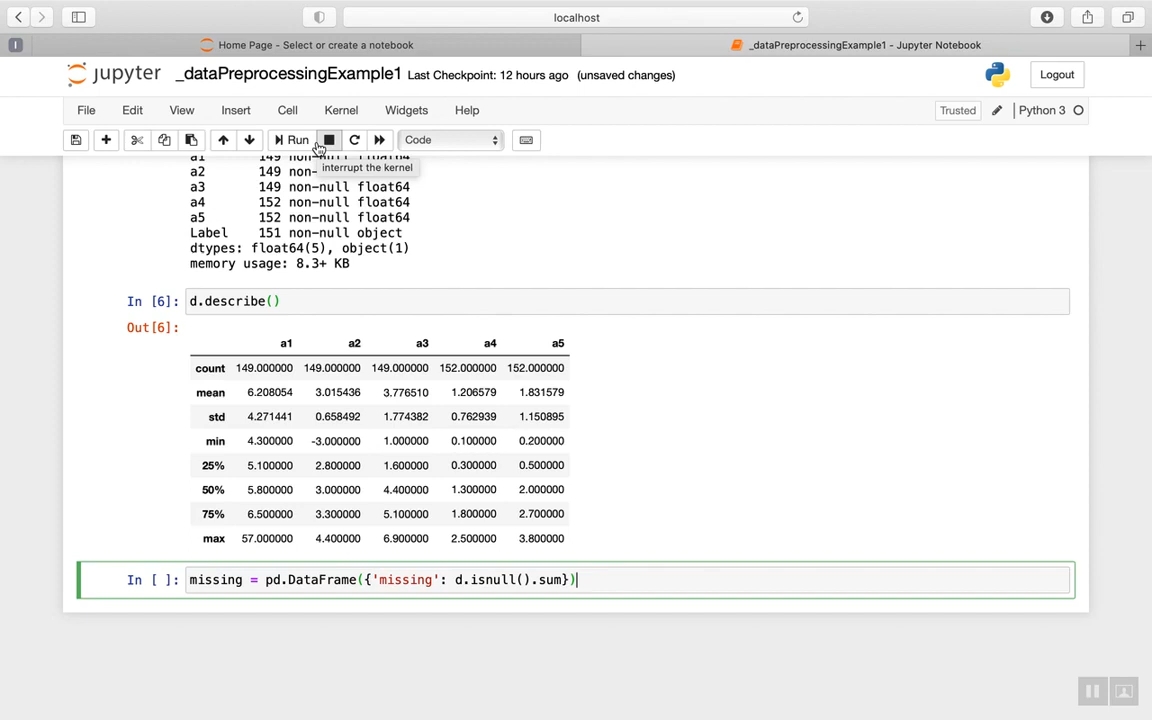 localhost
I
Home Page - Select or create a notebook
_dataPreprocessingExample1 - Jupyter Notebook
jupyter _dataPreprocessingExample1 Last Checkpoint: 12 hours ago (unsaved changes)
Logout
File Edit View Insert Cell Kernel Widgets Help
Trusted
Python 3
Run
Code
interrupt the kernel
a1 149 non-null float64
a2 149 non-
a3 149 non-null float64
a4 152 non-null float64
a5 152 non-null float64
Label 151 non-null object
dtypes: float64(5), object(1)
memory usage: 8.3+ KB
In [6]: d.describe()
Out[6]:
a1 a2 a3 a4 a5
count 149.000000 149.000000 149.000000 152.000000 152.000000
mean 6.208054 3.015436 3.776510 1.206579 1.831579
std 4.271441 0.658492 1.774382 0.762939 1.150895
min 4.300000 -3.000000 1.000000 0.100000 0.200000
25% 5.100000 2.800000 1.600000 0.300000 0.500000
50% 5.800000 3.000000 4.400000 1.300000 2.000000
75% 6.500000 3.300000 5.100000 1.800000 2.700000
max 57.000000 4.400000 6.900000 2.500000 3.800000
In [ ]: missing = pd.DataFrame({'missing': d.isnull().sum})